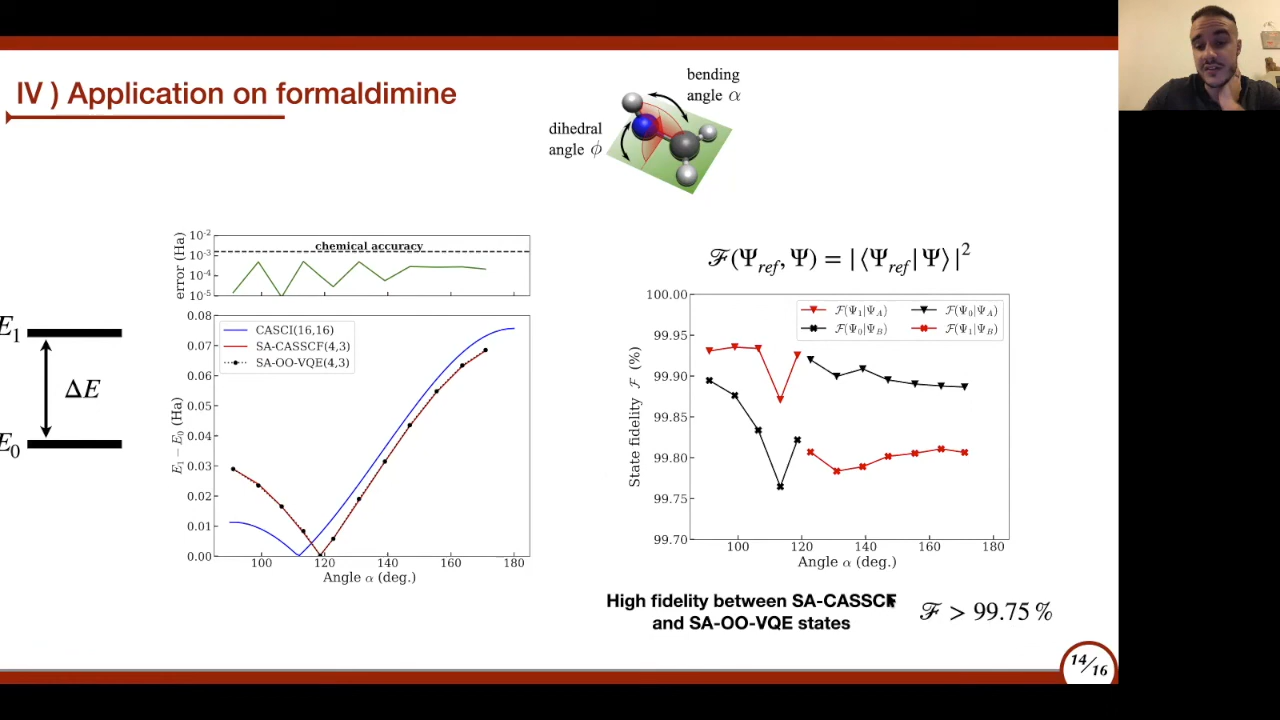 IV ) Application on formaldimine
bending
angle α
dihedral
angle ϕ
E1
ΔE
E0
error (Ha)
10^-2
10^-3
10^-4
10^-5
chemical accuracy
E1 − E0 (Ha)
0.08
0.07
0.06
0.05
0.04
0.03
0.02
0.01
0.00
CASCI(16,16)
SA-CASSCF(4,3)
SA-OO-VQE(4,3)
100 120 140 160 180
Angle α (deg.)
ℱ(Ψref, Ψ) = |⟨Ψref|Ψ⟩|^2
State fidelity ℱ (%)
100.00
99.95
99.90
99.85
99.80
99.75
99.70
ℱ(Ψ1|ΨA) ℱ(Ψ0|ΨA)
ℱ(Ψ0|ΨB) ℱ(Ψ1|ΨB)
100 120 140 160 180
Angle α (deg.)
High fidelity between SA-CASSCF
and SA-OO-VQE states
ℱ > 99.75 %
14/16